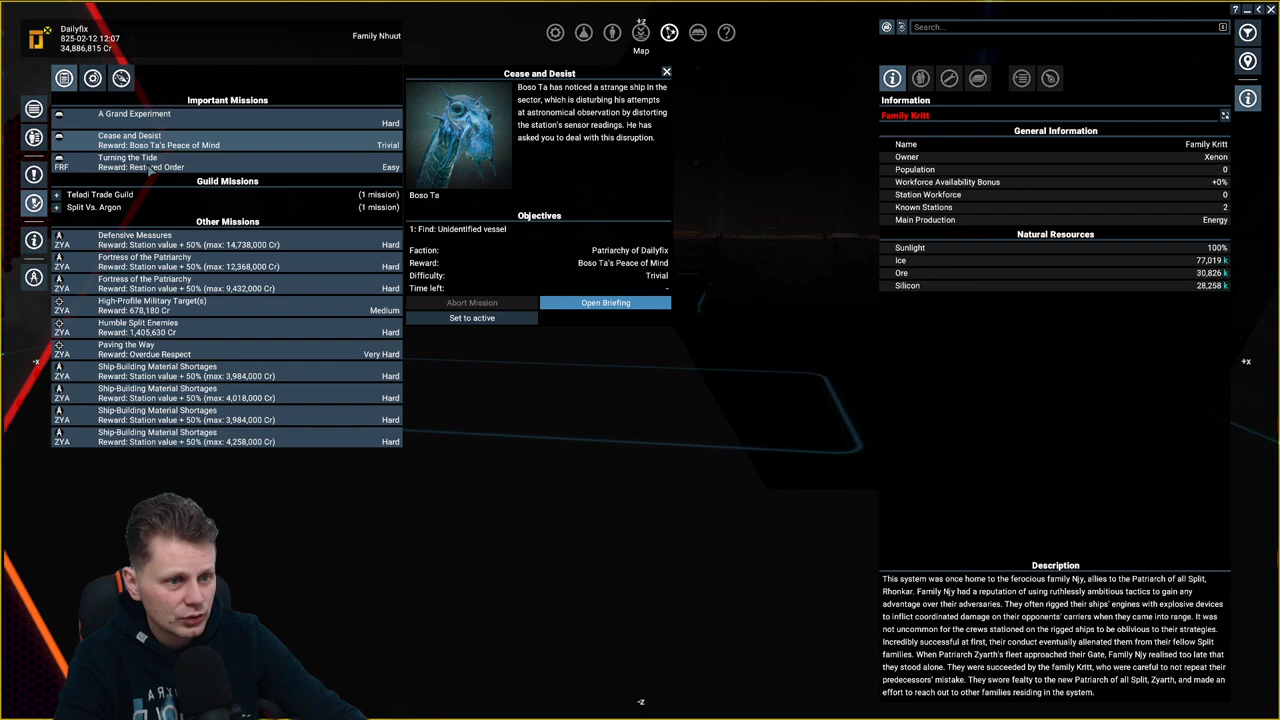 Dailyfix
825-02-12 12:07
34,886,815 Cr
Family Nhuut
+z
Map
Search...
Important Missions
A Grand Experiment
Hard
Cease and Desist
Reward: Boso Ta's Peace of Mind
Trivial
Turning the Tide
FRF
Reward: Restored Order
Easy
Guild Missions
+ Teladi Trade Guild (1 mission)
+ Split Vs. Argon (1 mission)
Other Missions
Defensive Measures
ZYA Reward: Station value + 50% (max: 14,738,000 Cr) Hard
Fortress of the Patriarchy
ZYA Reward: Station value + 50% (max: 12,368,000 Cr) Hard
Fortress of the Patriarchy
ZYA Reward: Station value + 50% (max: 9,432,000 Cr) Hard
High-Profile Military Target(s)
ZYA Reward: 678,180 Cr Medium
Humble Split Enemies
ZYA Reward: 1,405,630 Cr Hard
Paving the Way
ZYA Reward: Overdue Respect Very Hard
Ship-Building Material Shortages
ZYA Reward: Station value + 50% (max: 3,984,000 Cr) Hard
Ship-Building Material Shortages
ZYA Reward: Station value + 50% (max: 4,018,000 Cr) Hard
Ship-Building Material Shortages
ZYA Reward: Station value + 50% (max: 3,984,000 Cr) Hard
Ship-Building Material Shortages
ZYA Reward: Station value + 50% (max: 4,258,000 Cr) Hard
Cease and Desist
Boso Ta has noticed a strange ship in the
sector, which is disturbing his attempts
at astronomical observation by distorting
the station's sensor readings. He has
asked you to deal with this disruption.
Boso Ta
Objectives
1: Find: Unidentified vessel
Faction: Patriarchy of Dailyfix
Reward: Boso Ta's Peace of Mind
Difficulty: Trivial
Time left: -
Abort Mission
Open Briefing
Set to active
-x
+x
-z
Information
Family Kritt
General Information
Name Family Kritt
Owner Xenon
Population 0
Workforce Availability Bonus +0%
Station Workforce 0
Known Stations 2
Main Production Energy
Natural Resources
Sunlight 100%
Ice 77,019 k
Ore 30,826 k
Silicon 28,258 k
Description
This system was once home to the ferocious family Njy, allies to the Patriarch of all Split,
Rhonkar. Family Njy had a reputation of using ruthlessly ambitious tactics to gain any
advantage over their adversaries. They often rigged their ships' engines with explosive devices
to inflict coordinated damage on their opponents' carriers when they came into range. It was
not uncommon for the crews stationed on the rigged ships to be oblivious to their strategies.
Incredibly successful at first, their conduct eventually alienated them from their fellow Split
families. When Patriarch Zyarth's fleet approached their Gate, Family Njy realised too late that
they stood alone. They were succeeded by the family Kritt, who were careful to not repeat their
predecessors' mistake. They swore fealty to the new Patriarch of all Split, Zyarth, and made an
effort to reach out to other families residing in the system.